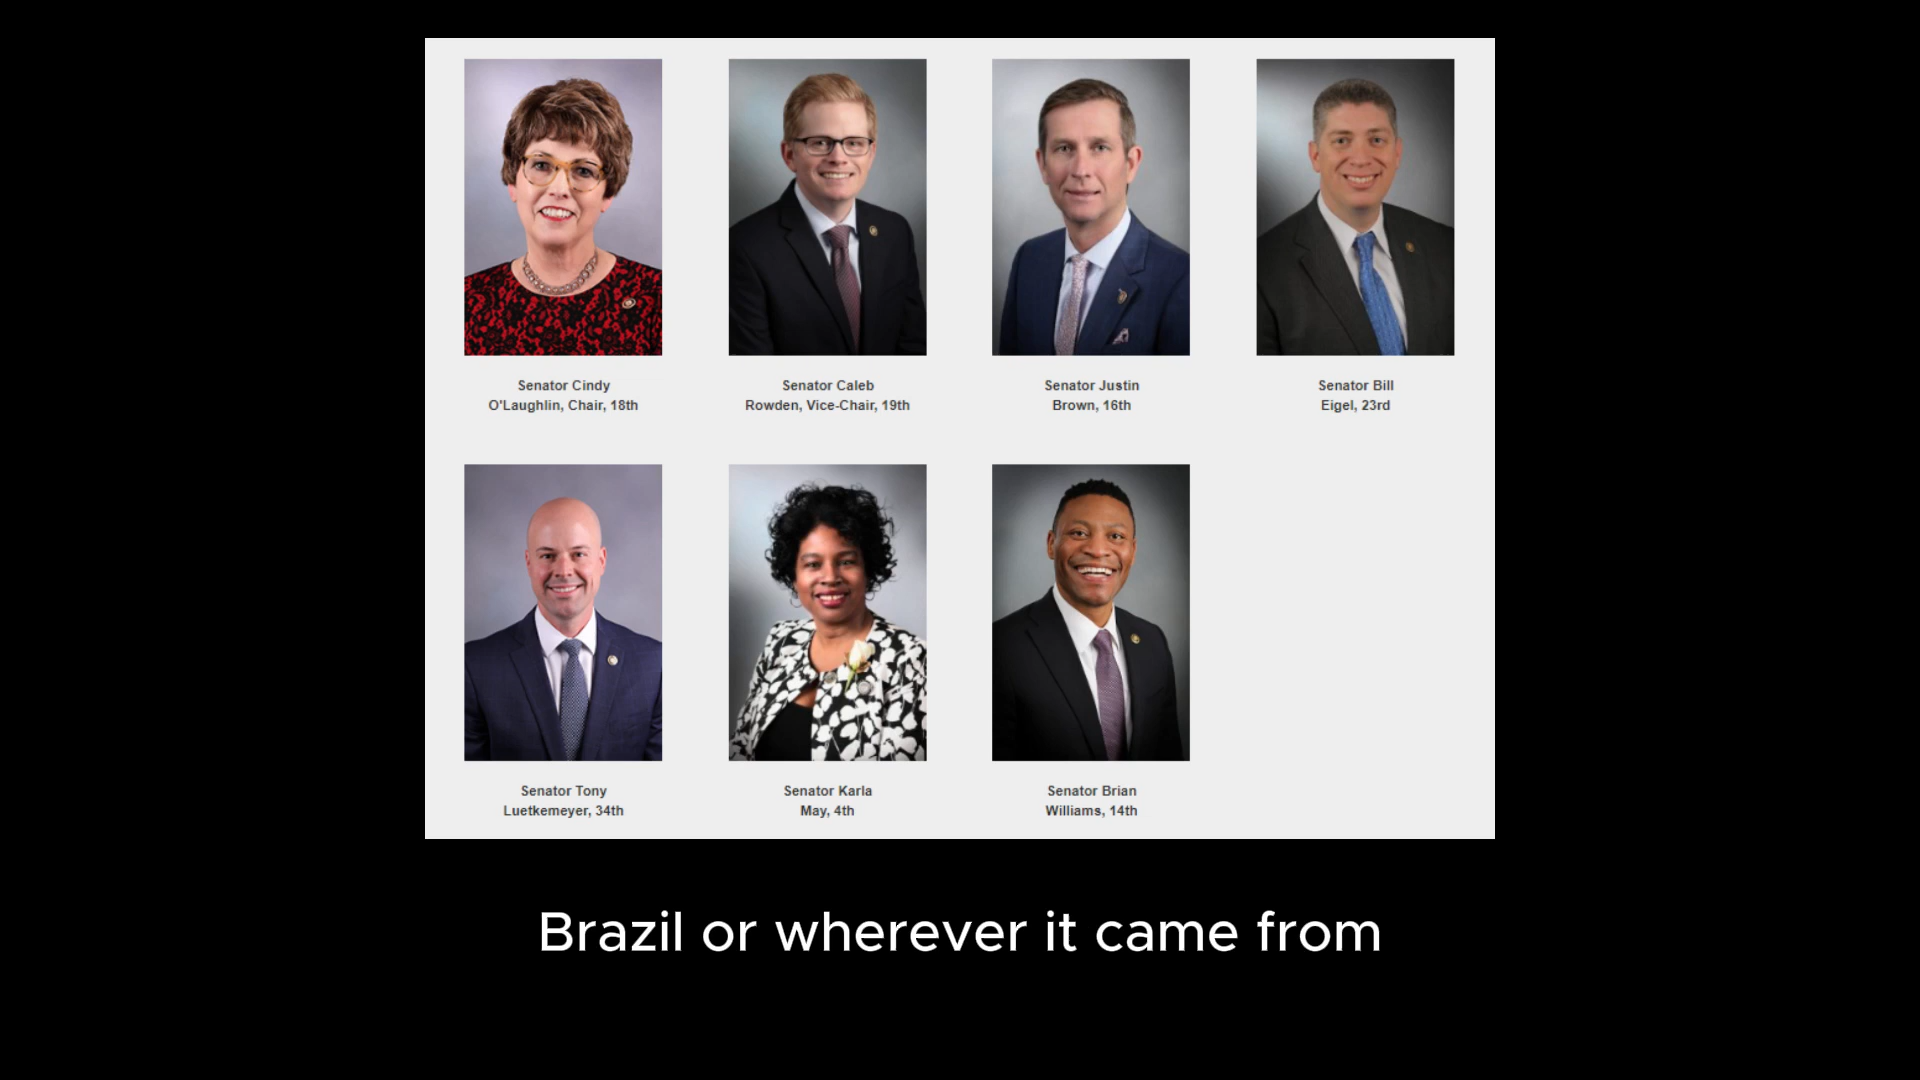 Senator Cindy
O'Laughlin, Chair, 18th
Senator Caleb
Rowden, Vice-Chair, 19th
Senator Justin
Brown, 16th
Senator Bill
Eigel, 23rd
Senator Tony
Luetkemeyer, 34th
Senator Karla
May, 4th
Senator Brian
Williams, 14th
Brazil or wherever it came from